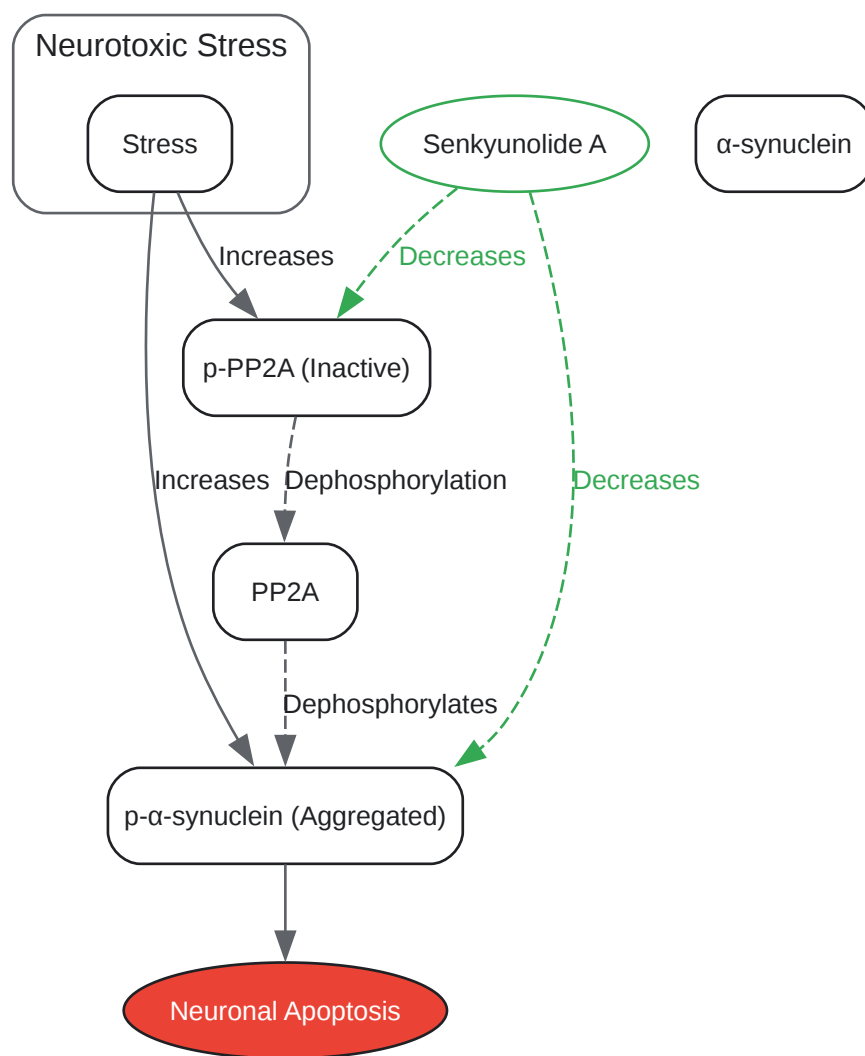 Neurotoxic Stress
Stress
Senkyunolide A
α-synuclein
Increases
Decreases
p-PP2A (Inactive)
Increases
Dephosphorylation
Decreases
PP2A
Dephosphorylates
p-α-synuclein (Aggregated)
Neuronal Apoptosis